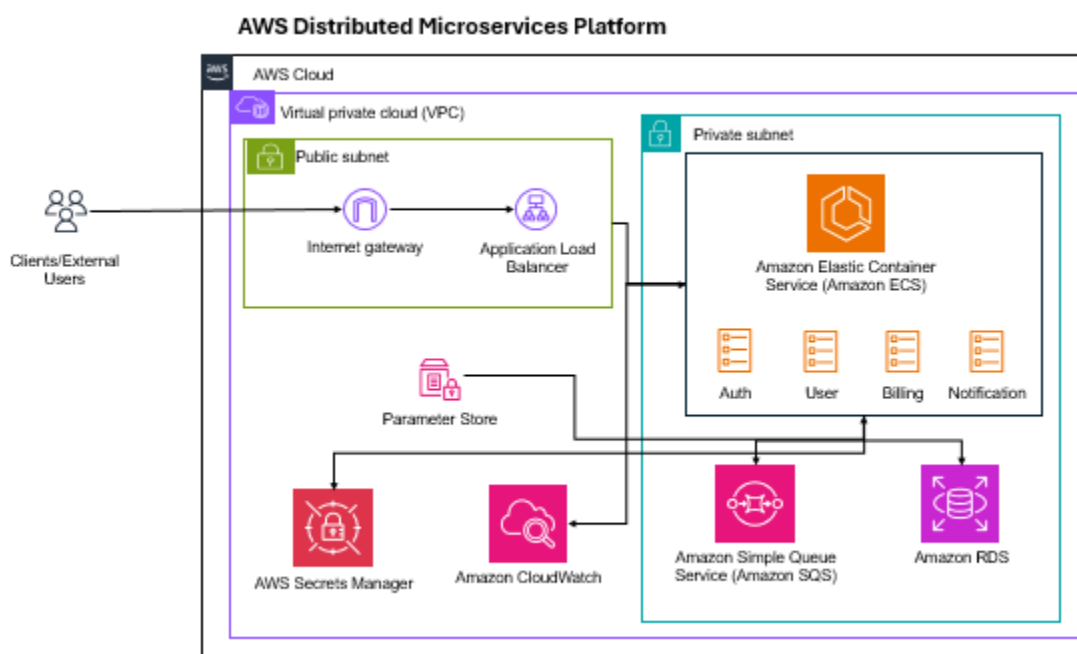 AWS Distributed Microservices Platform
aws
AWS Cloud
Virtual private cloud (VPC)
Private subnet
Public subnet
Internet gateway
Application Load
Balancer
Clients/External
Users
Amazon Elastic Container
Service (Amazon ECS)
Auth
User
Billing
Notification
Parameter Store
AWS Secrets Manager
Amazon CloudWatch
Amazon Simple Queue
Service (Amazon SQS)
Amazon RDS